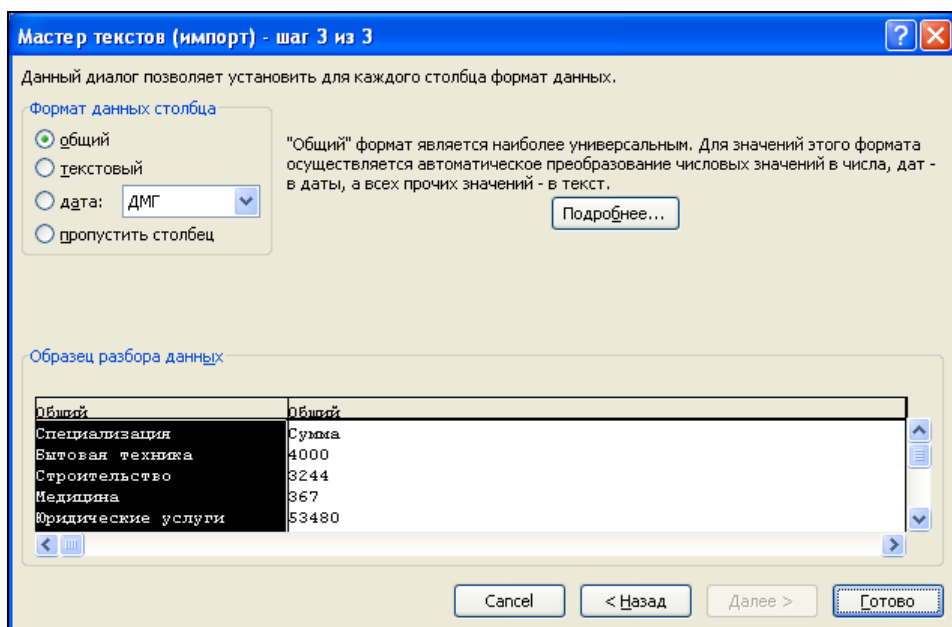 Мастер текстов (импорт) - шаг 3 из 3
Данный диалог позволяет установить для каждого столбца формат данных.
Формат данных столбца
общий
текстовый
дата: ДМГ
пропустить столбец
"Общий" формат является наиболее универсальным. Для значений этого формата
осуществляется автоматическое преобразование числовых значений в числа, дат -
в даты, а всех прочих значений - в текст.
Подробнее...
Образец разбора данных
Общий Общий
Специализация Сумма
Бытовая техника 4000
Строительство 3244
Медицина 367
Юридические услуги 53480
Cancel < Назад Далее > Готово